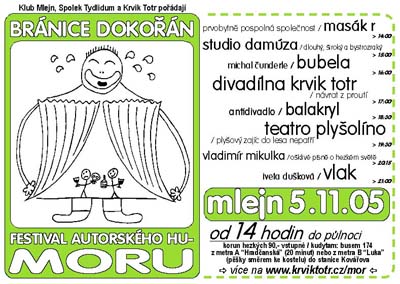 Klub Mlejn, Spolek Tydlidum a Krvik Totr pořádají
BRÁNICE DOKOŘÁN
FESTIVAL AUTORSKÉHO HU-
MORU
prvobytně pospolná společnost / masák r
> 14:00
studio damúza / dlouhý, široký a bystrozraký
> 15:00
michal čunderle / bubela
> 16:00
divadýlna krvik totr
/ návrat z proutí
> 17:00
antidivadlo / balakryl
> 18:30
teatro plyšolíno
/ plyšový zajíc do lesa nepatří
> 19:30
vladimír mikulka / ošklivé písně o hezkém světě
> 20:15
iveta dušková / vlak
> 21:00
mlejn 5.11.05
od 14 hodin do půlnoci
korun hezkých 90,- vstupné / kudytam: busem 174
z metra A "Hradčanská" (20 minut) nebo z metra B "Luka"
(pěšky směrem ke kostelu) do stanice Kovářova
více na www.krviktotr.cz/mor